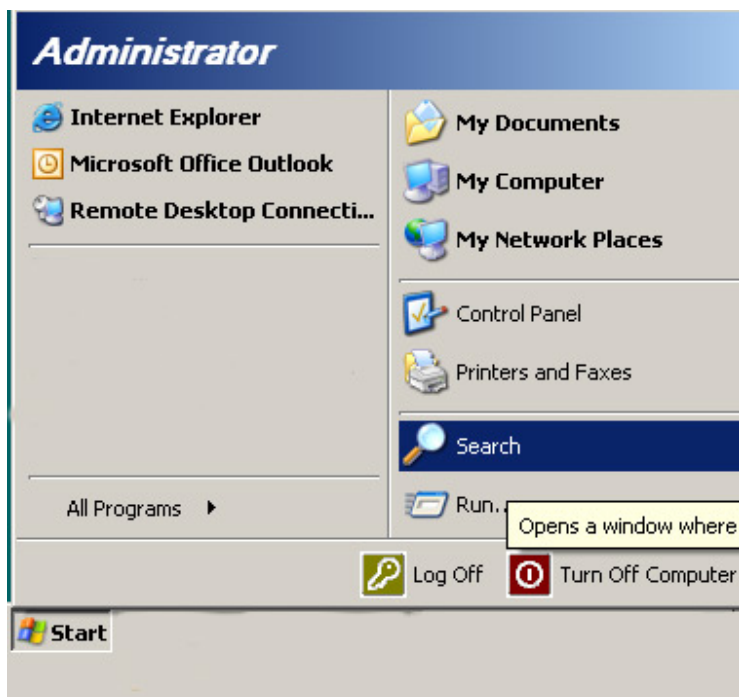 Administrator
Internet Explorer
Microsoft Office Outlook
Remote Desktop Connecti...
All Programs
My Documents
My Computer
My Network Places
Control Panel
Printers and Faxes
Search
Run..
Opens a window where
Log Off
Turn Off Computer
Start